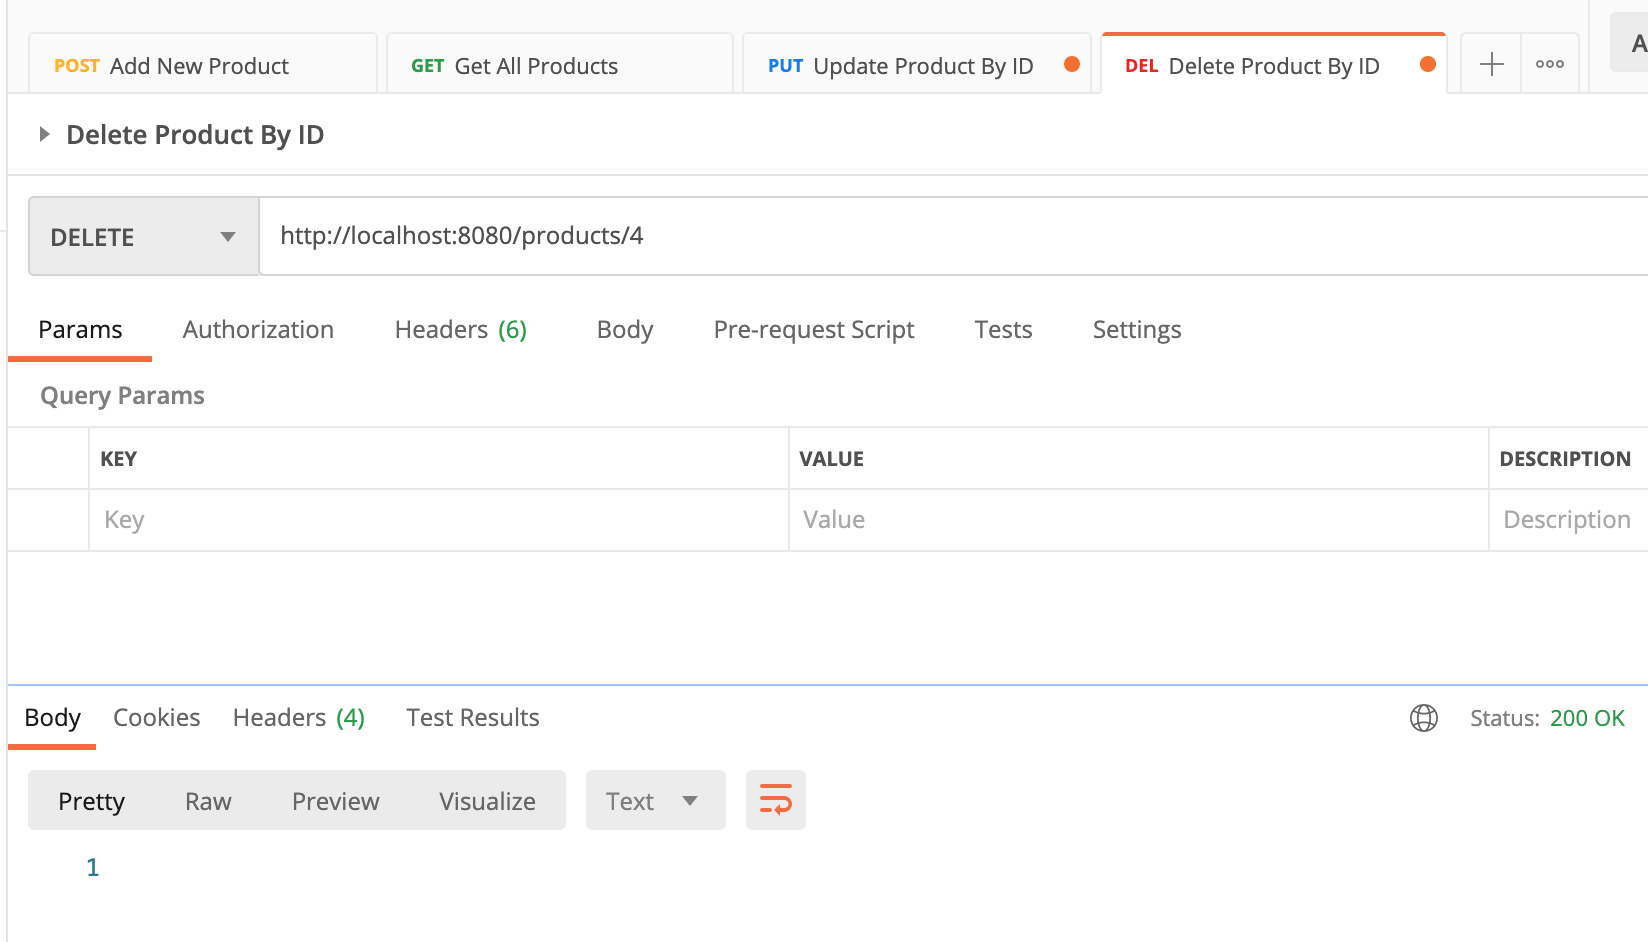 POST Add New Product GET Get All Products PUT Update Product By ID DEL Delete Product By ID A
Delete Product By ID
DELETE http://localhost:8080/products/4
Params Authorization Headers (6) Body Pre-request Script Tests Settings
Query Params
KEY VALUE DESCRIPTION
Key Value Description
Body Cookies Headers (4) Test Results Status: 200 OK
Pretty Raw Preview Visualize Text
1